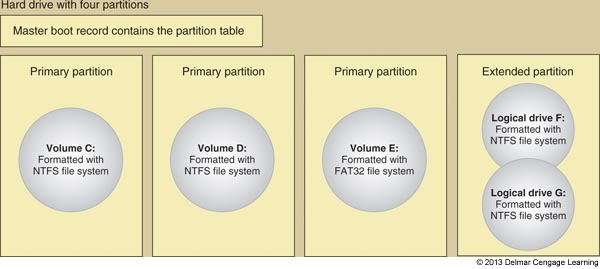 Hard drive with four partitions
Master boot record contains the partition table
Primary partition
Volume C:
Formatted with
NTFS file system
Primary partition
Volume D:
Formatted with
NTFS file system
Primary partition
Volume E:
Formatted with
FAT32 file system
Extended partition
Logical drive F:
Formatted with
NTFS file system
Logical drive G:
Formatted with
NTFS file system
© 2013 Delmar Cengage Learning